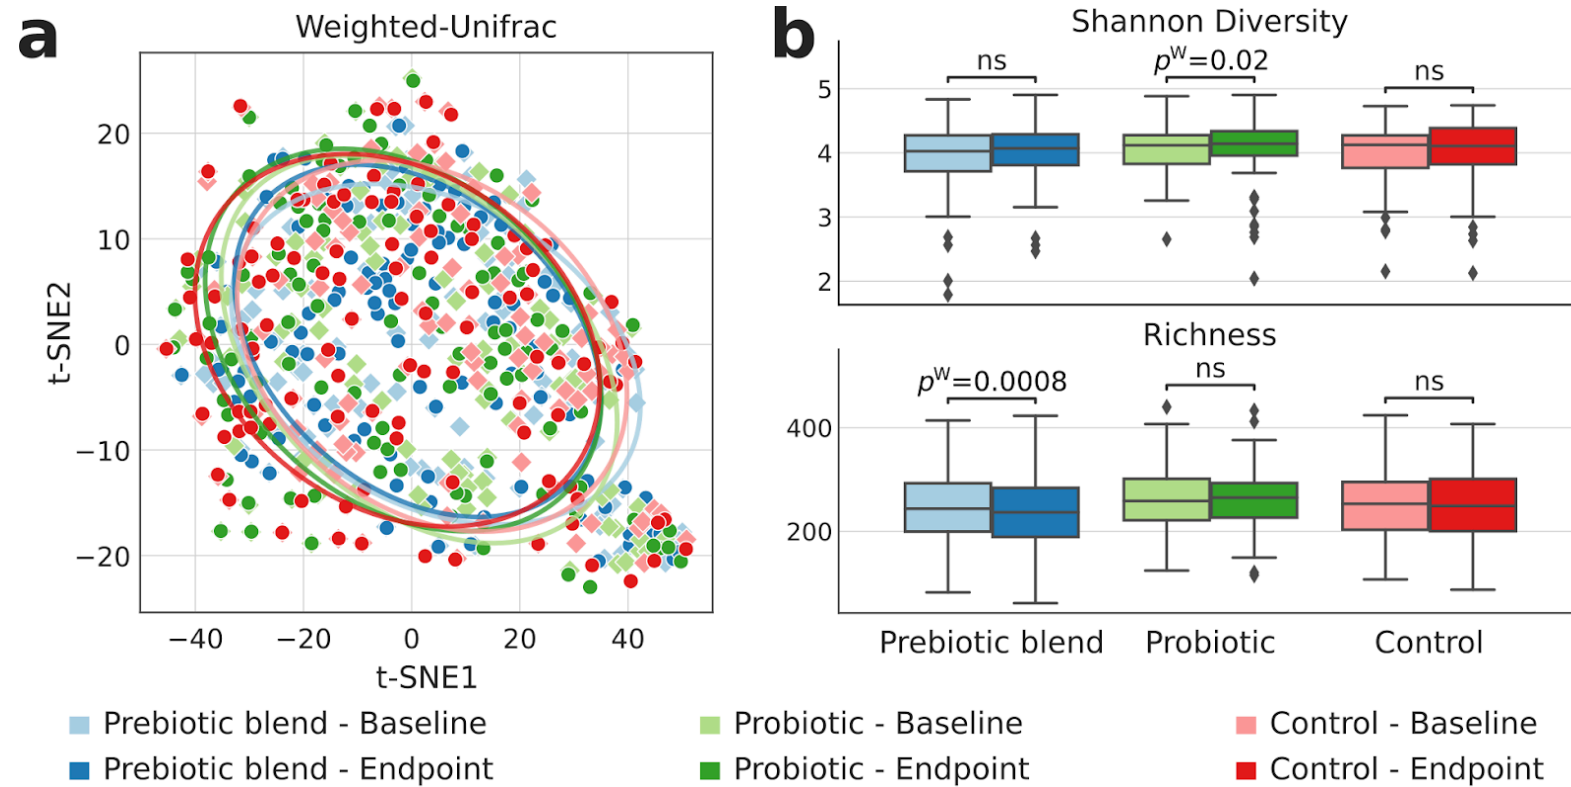 a
Weighted-Unifrac
20
10
0
−10
−20
t-SNE2
−40 −20 0 20 40
t-SNE1
b
Shannon Diversity
ns
pW=0.02
ns
5
4
3
2
Richness
pW=0.0008
ns
ns
400
200
Prebiotic blend Probiotic Control
Prebiotic blend - Baseline Probiotic - Baseline Control - Baseline
Prebiotic blend - Endpoint Probiotic - Endpoint Control - Endpoint